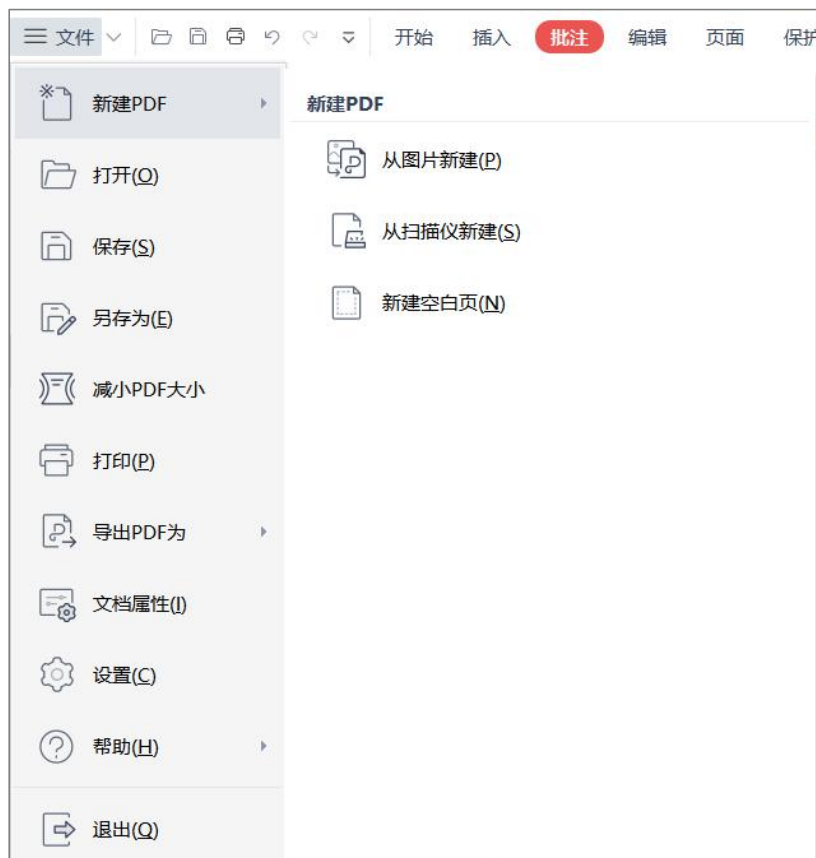 文件 开始 插入 批注 编辑 页面 保护
新建PDF
打开(O)
保存(S)
另存为(E)
减小PDF大小
打印(P)
导出PDF为
文档属性(I)
设置(C)
帮助(H)
退出(Q)
新建PDF
从图片新建(P)
从扫描仪新建(S)
新建空白页(N)